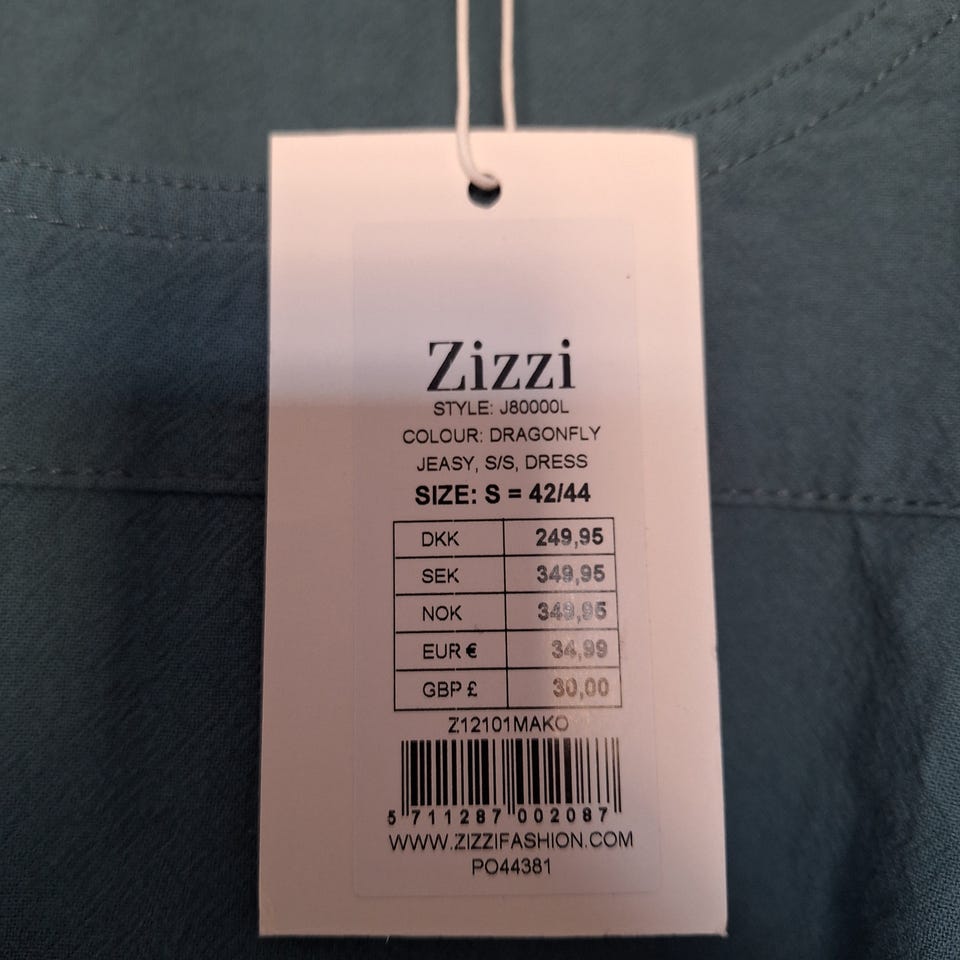 Zizzi
STYLE: J80000L
COLOUR: DRAGONFLY
JEASY, S/S, DRESS
SIZE: S = 42/44
DKK 249,95
SEK 349,95
NOK 349,95
EUR € 34,99
GBP £ 30,00
Z12101MAKO
5 711287 002087
WWW.ZIZZIFASHION.COM
PO44381